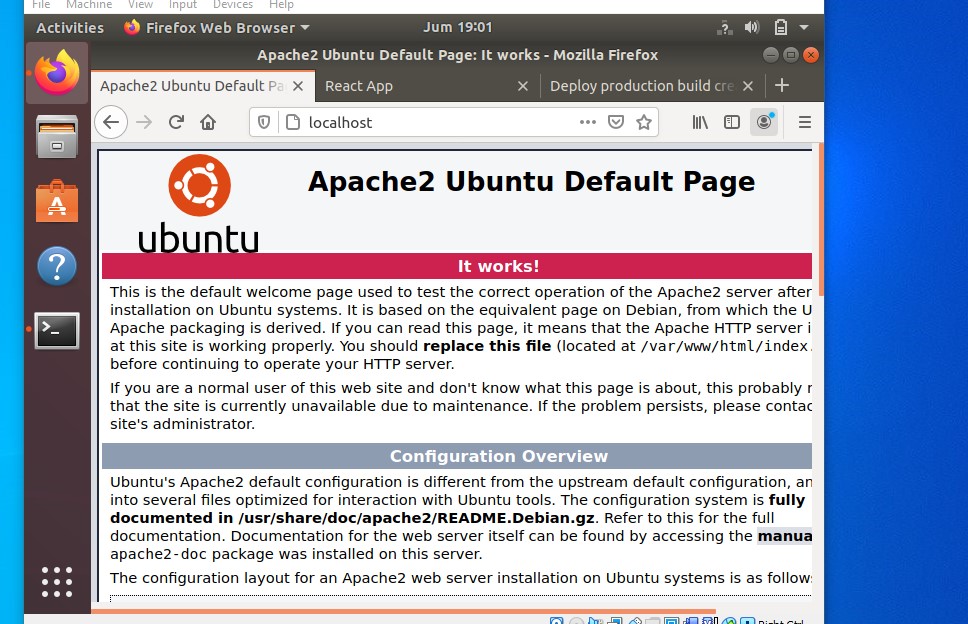 File Machine View Input Devices Help
Activities Firefox Web Browser Jum 19:01
Apache2 Ubuntu Default Page: It works - Mozilla Firefox
Apache2 Ubuntu Default Pa React App Deploy production build cre
localhost
ubuntu
Apache2 Ubuntu Default Page
It works!
This is the default welcome page used to test the correct operation of the Apache2 server after
installation on Ubuntu systems. It is based on the equivalent page on Debian, from which the U
Apache packaging is derived. If you can read this page, it means that the Apache HTTP server i
at this site is working properly. You should replace this file (located at /var/www/html/index.
before continuing to operate your HTTP server.
If you are a normal user of this web site and don't know what this page is about, this probably
that the site is currently unavailable due to maintenance. If the problem persists, please contac
site's administrator.
Configuration Overview
Ubuntu's Apache2 default configuration is different from the upstream default configuration, an
into several files optimized for interaction with Ubuntu tools. The configuration system is fully
documented in /usr/share/doc/apache2/README.Debian.gz. Refer to this for the full
documentation. Documentation for the web server itself can be found by accessing the manua
apache2-doc package was installed on this server.
The configuration layout for an Apache2 web server installation on Ubuntu systems is as follow
Right Ctrl